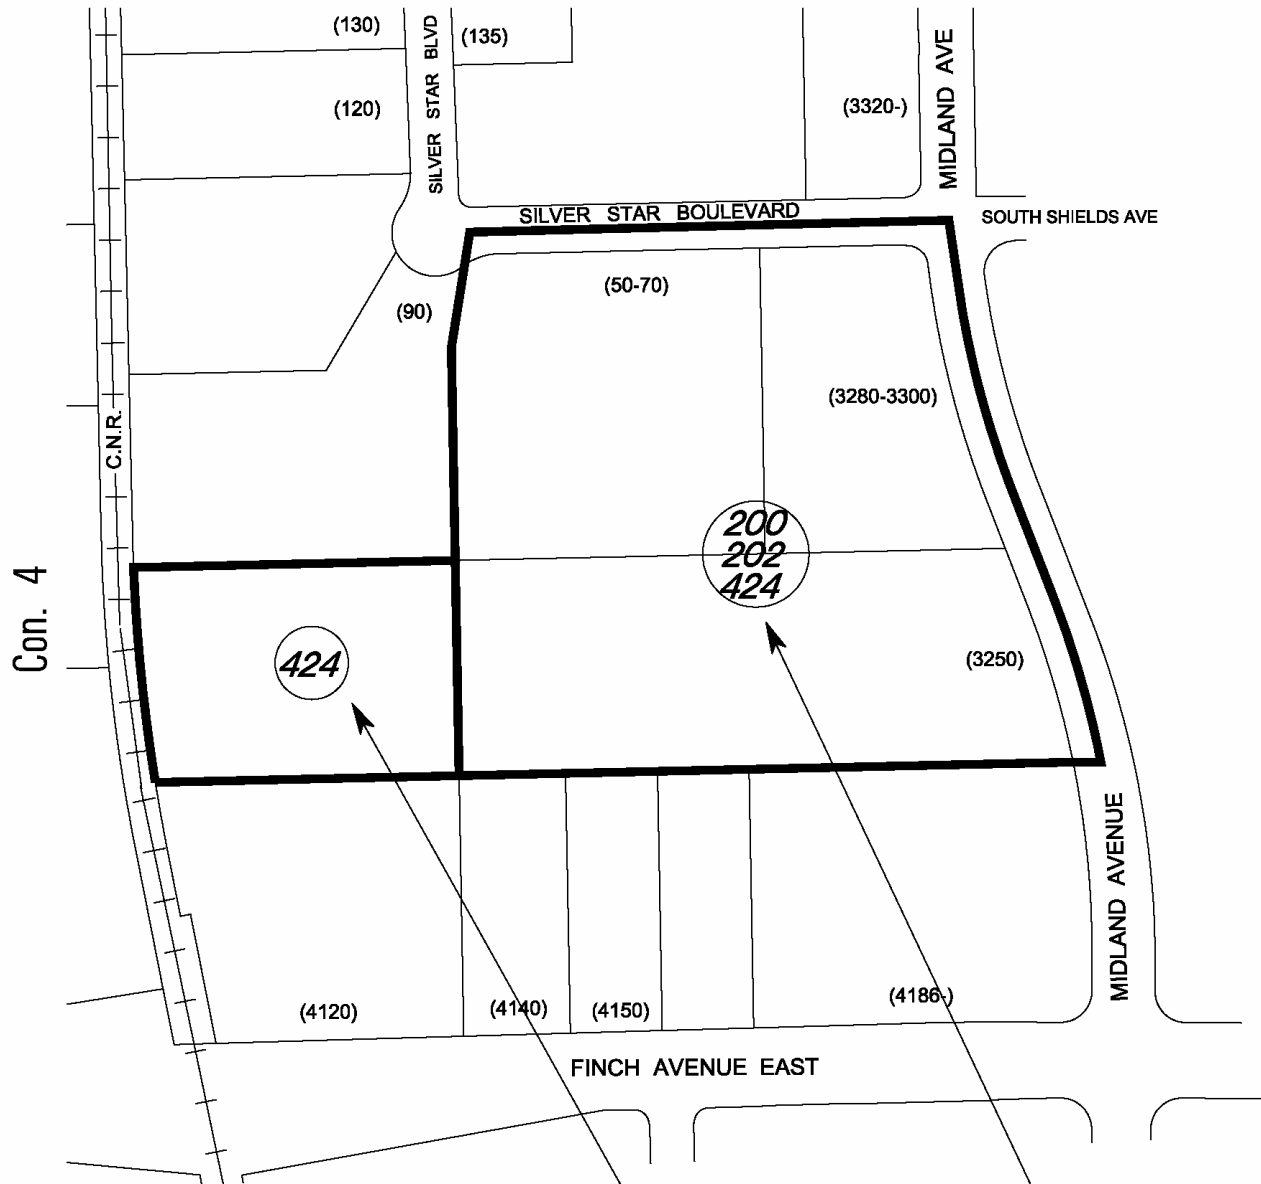 (130)
SILVER STAR BLVD
(135)
MIDLAND AVE
(120)
(3320-)
SILVER STAR BOULEVARD
SOUTH SHIELDS AVE
(50-70)
(90)
(3280-3300)
C.N.R.
200
202
424
Con. 4
424
(3250)
MIDLAND AVENUE
(4120)
(4140)
(4150)
(4186-)
FINCH AVENUE EAST